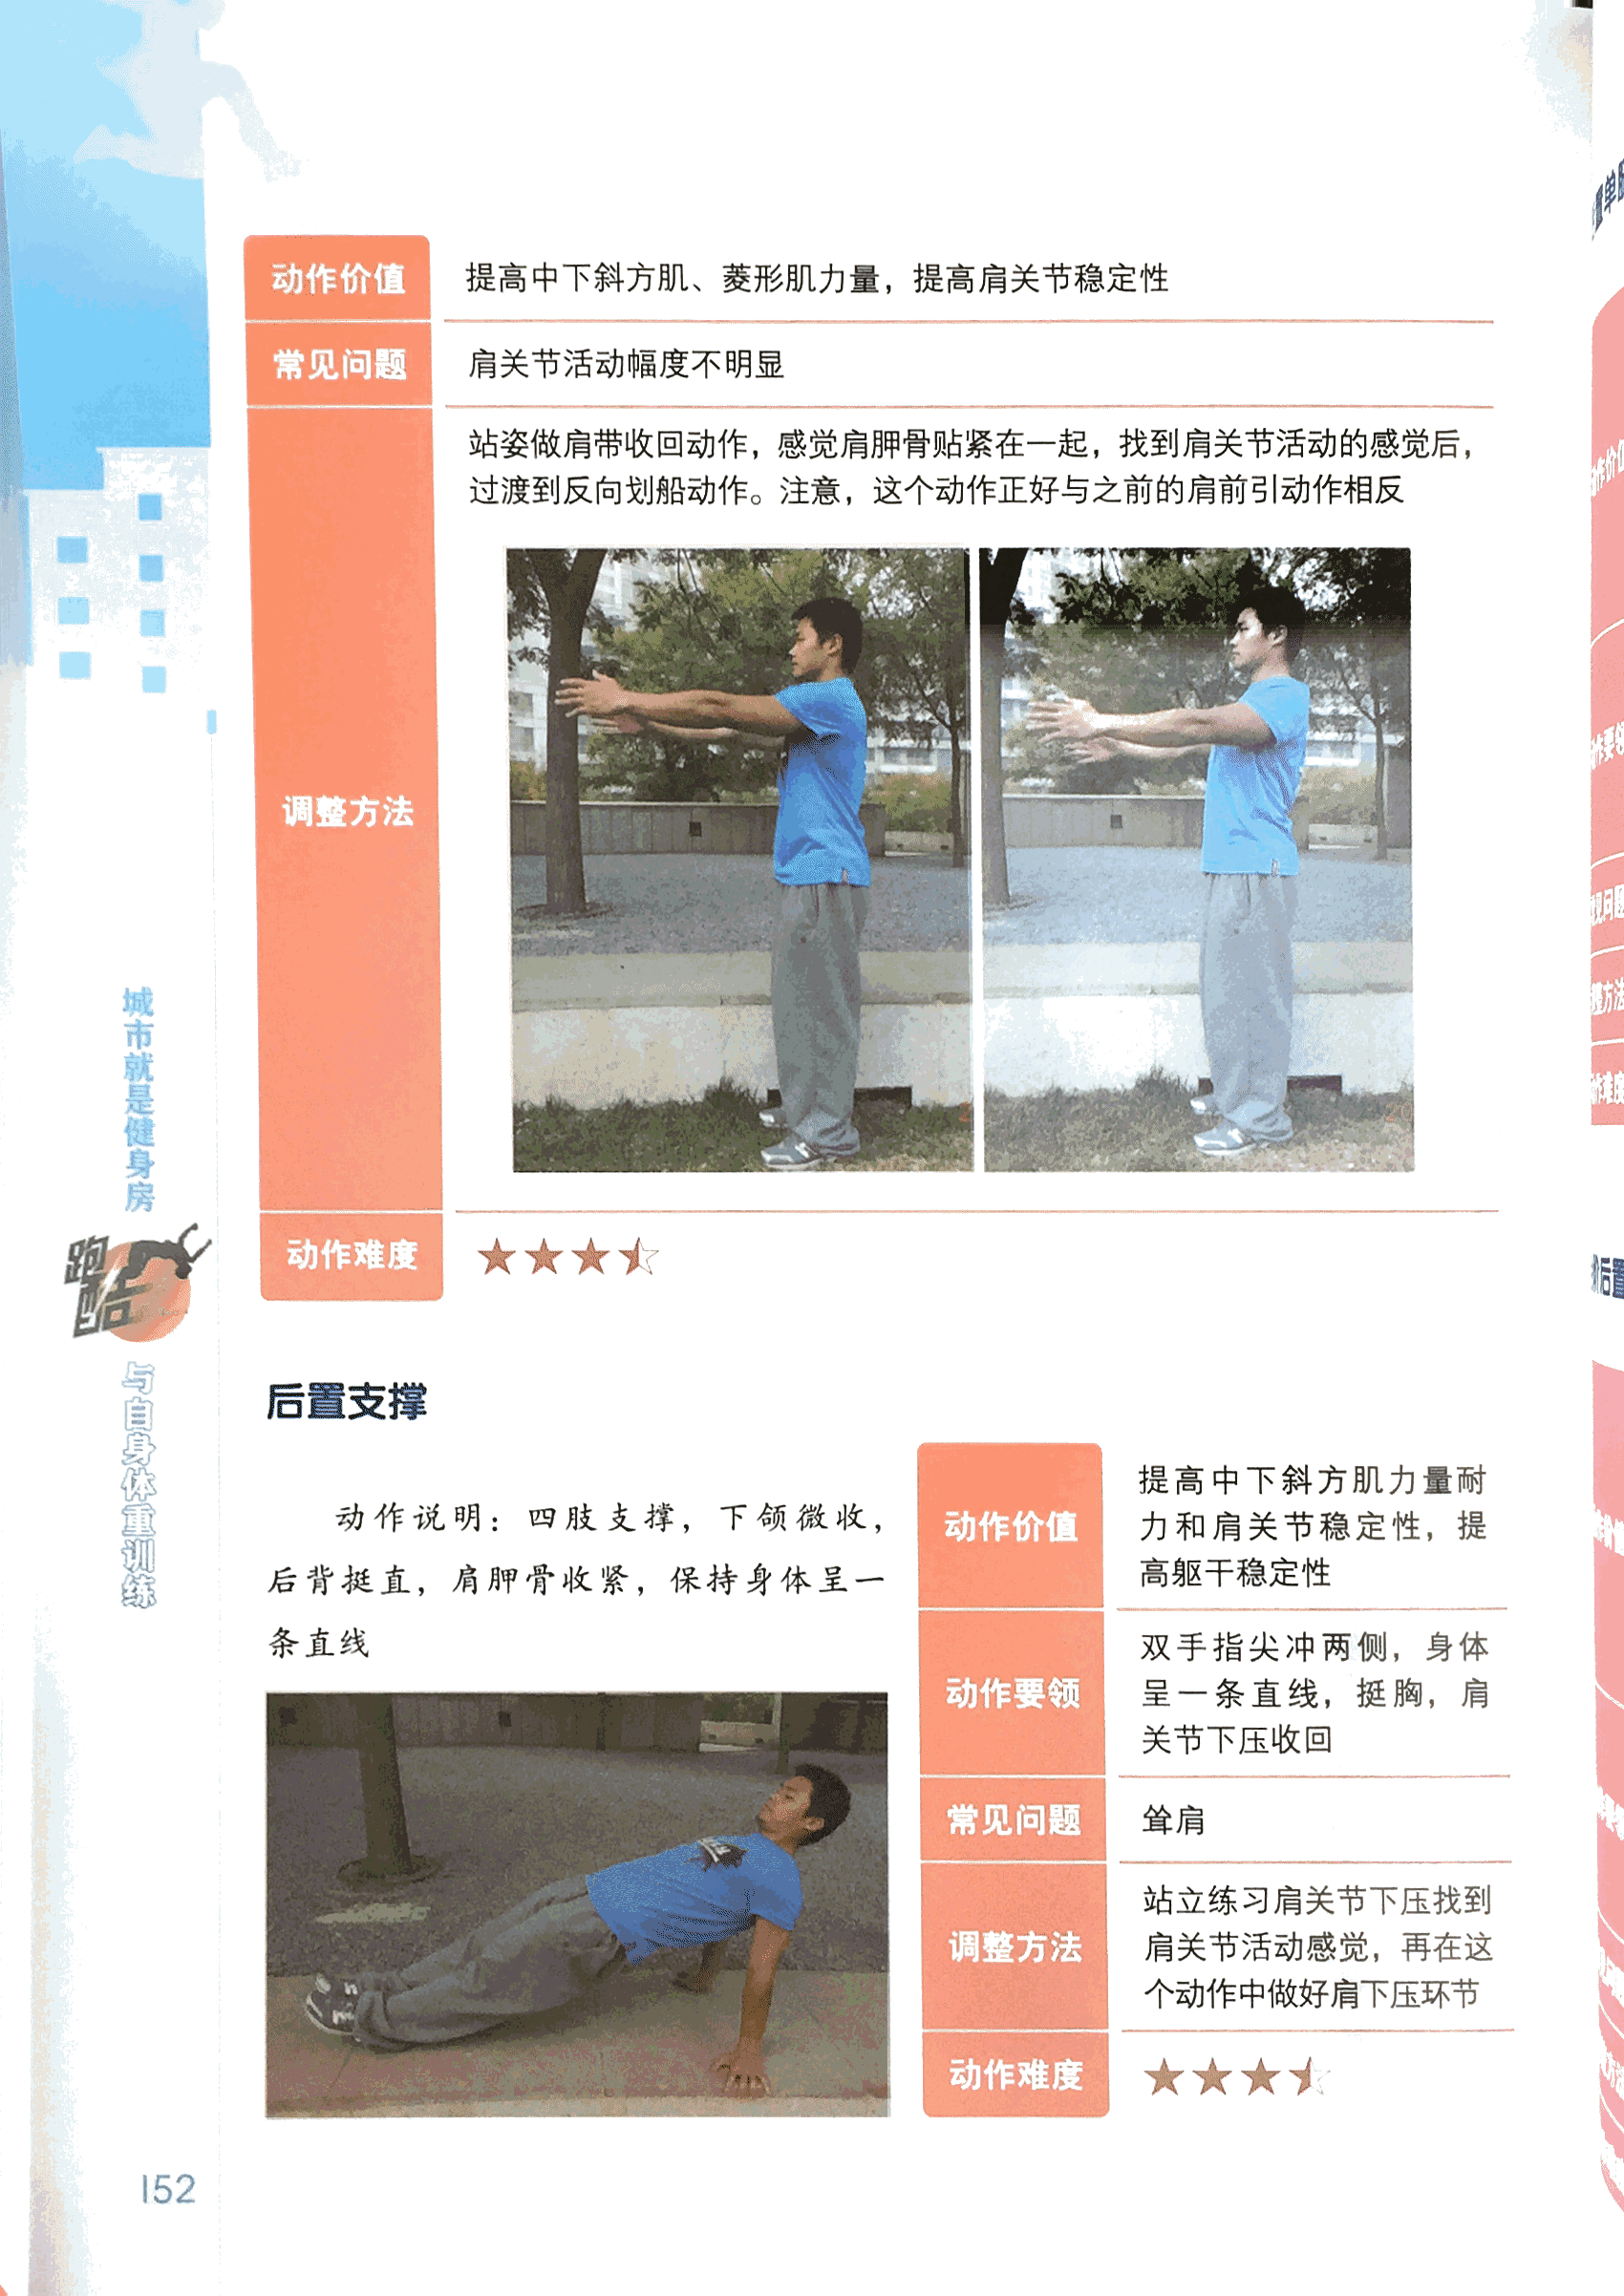 动作价值
提高中下斜方肌、菱形肌力量，提高肩关节稳定性
常见问题
肩关节活动幅度不明显
调整方法
站姿做肩带收回动作，感觉肩胛骨贴紧在一起，找到肩关节活动的感觉后，
过渡到反向划船动作。注意，这个动作正好与之前的肩前引动作相反
动作难度
城市就是健身房
跑酷
与自身体重训练
后置支撑
动作说明：四肢支撑，下颌微收，
后背挺直，肩胛骨收紧，保持身体呈一
条直线
动作价值
提高中下斜方肌力量耐
力和肩关节稳定性，提
高躯干稳定性
动作要领
双手指尖冲两侧，身体
呈一条直线，挺胸，肩
关节下压收回
常见问题
耸肩
调整方法
站立练习肩关节下压找到
肩关节活动感觉，再在这
个动作中做好肩下压环节
动作难度
152